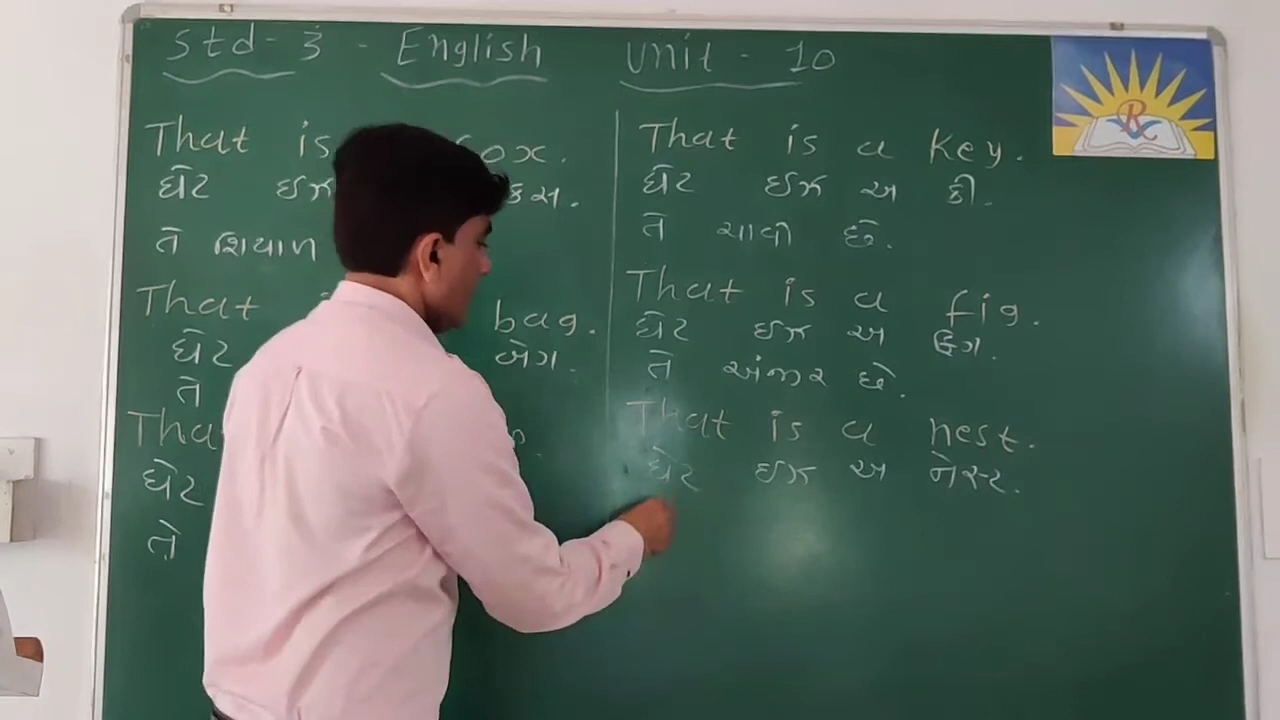 Std - 3 - English Unit - 10
That is fox.
ધેટ ઈઝ ફોકસ.
તે શિયાળ
That bag.
ધેટ બેગ.
તે
Tha
ધેટ
તે
That is a key.
ધેટ ઈઝ અ કી.
તે ચાવી છે.
That is a fig.
ધેટ ઈઝ અ ફિગ.
તે અંજીર છે.
That is a nest.
ધેટ ઈઝ અ નેસ્ટ.